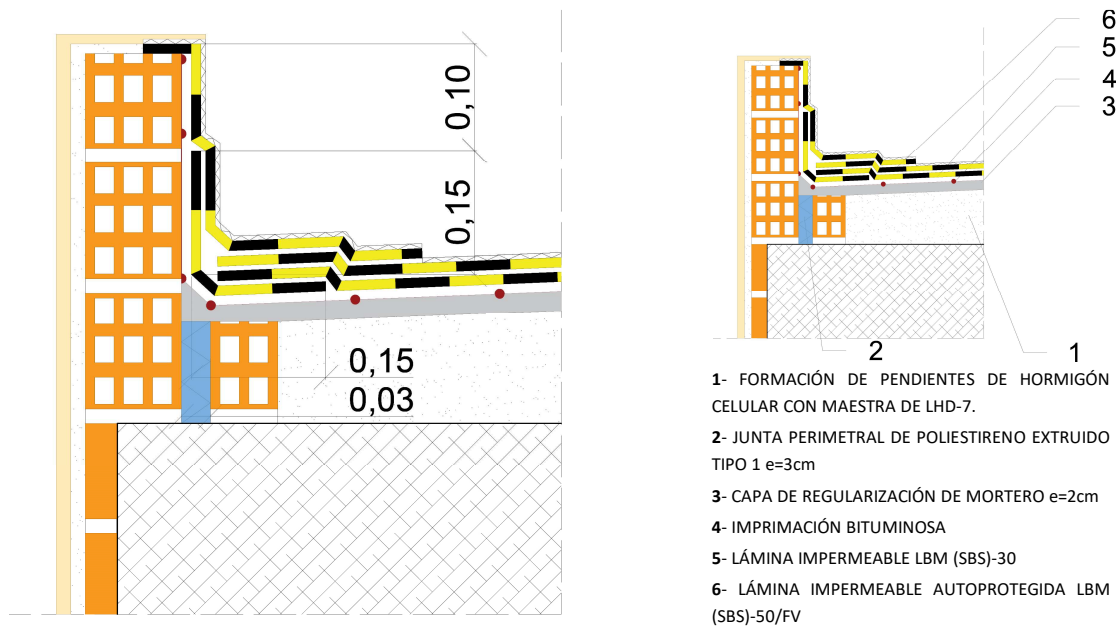 0,10
0,15
0,15
0,03
6
5
4
3
2
1
1- FORMACIÓN DE PENDIENTES DE HORMIGÓN
CELULAR CON MAESTRA DE LHD-7.
2- JUNTA PERIMETRAL DE POLIESTIRENO EXTRUIDO
TIPO 1 e=3cm
3- CAPA DE REGULARIZACIÓN DE MORTERO e=2cm
4- IMPRIMACIÓN BITUMINOSA
5- LÁMINA IMPERMEABLE LBM (SBS)-30
6- LÁMINA IMPERMEABLE AUTOPROTEGIDA LBM
(SBS)-50/FV